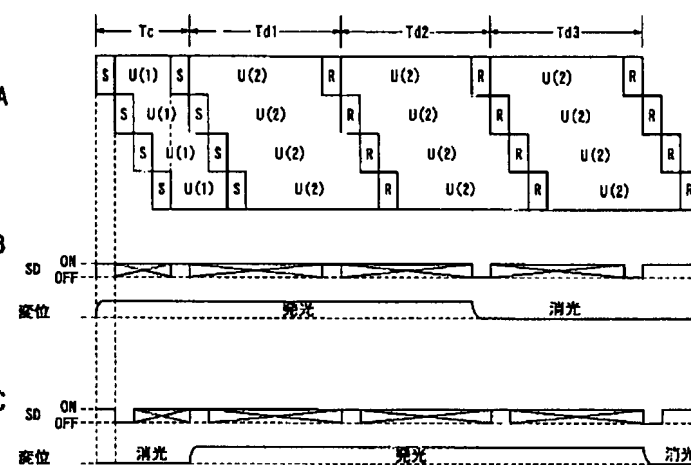 Tc Td1 Td2 Td3
A
S U(1) S U(2) R U(2) R U(2) R
S U(1) S U(2) R U(2) R U(2) R
S U(1) S U(2) R U(2) R U(2) R
S U(1) S U(2) R U(2) R U(2) R
B
SD ON
OFF
変位 発光 消光
C
SD ON
OFF
変位 消光 発光 消光